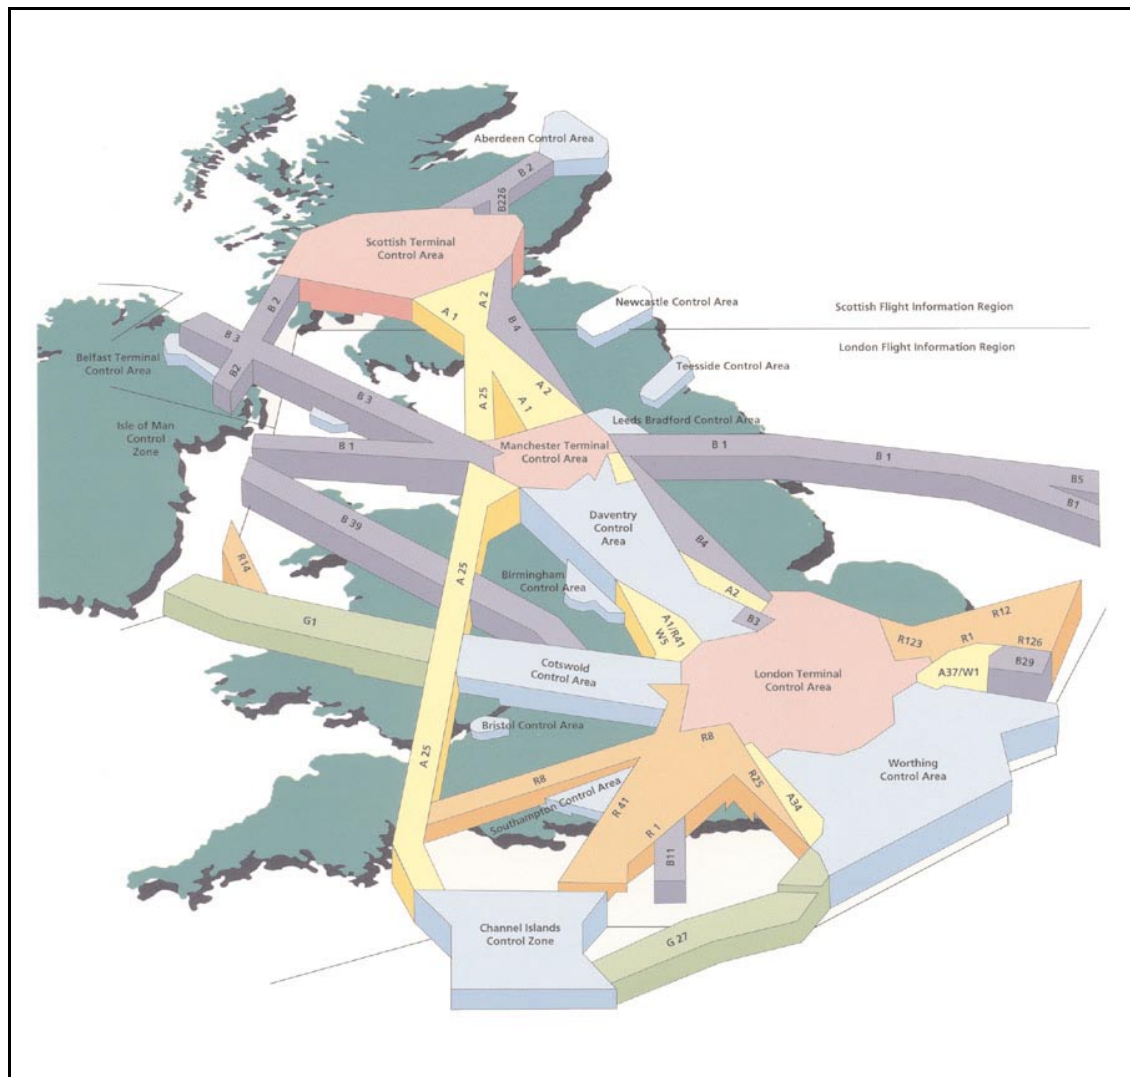 Aberdeen Control Area
B 2
B226
Scottish Terminal
Control Area
A 2
A 1
B 2
B 4
Newcastle Control Area
Scottish Flight Information Region
London Flight Information Region
B 3
Belfast Terminal
Control Area
B2
Teesside Control Area
A 2
B 3
A 25
A 1
Isle of Man
Control
Zone
Leeds Bradford Control Area
B 1
Manchester Terminal
Control Area
B 1
B 1
B5
B1
B 39
Daventry
Control
Area
B4
R14
A 25
Birmingham
Control Area
A2
G1
A1/R41
W5
B3
R12
R123
R1
R126
Cotswold
Control Area
London Terminal
Control Area
A37/W1
B29
Bristol Control Area
R8
A 25
R8
R25
Worthing
Control Area
Southampton Control Area
R 41
A34
R 1
B11
Channel Islands
Control Zone
G 27